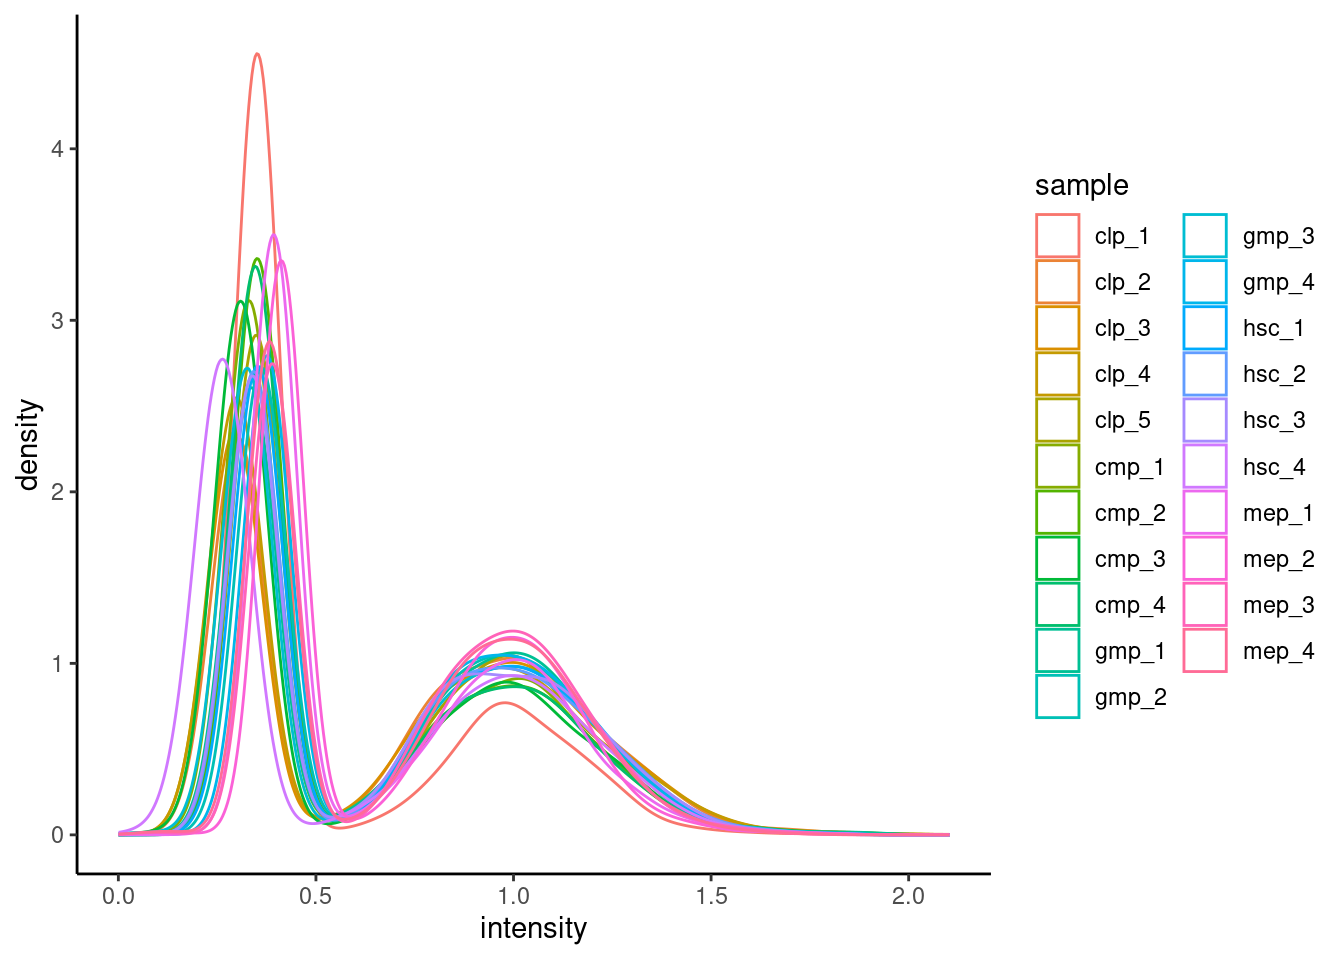 density
4
3
2
1
0
0.0 0.5 1.0 1.5 2.0
intensity
sample
clp_1
clp_2
clp_3
clp_4
clp_5
cmp_1
cmp_2
cmp_3
cmp_4
gmp_1
gmp_2
gmp_3
gmp_4
hsc_1
hsc_2
hsc_3
hsc_4
mep_1
mep_2
mep_3
mep_4